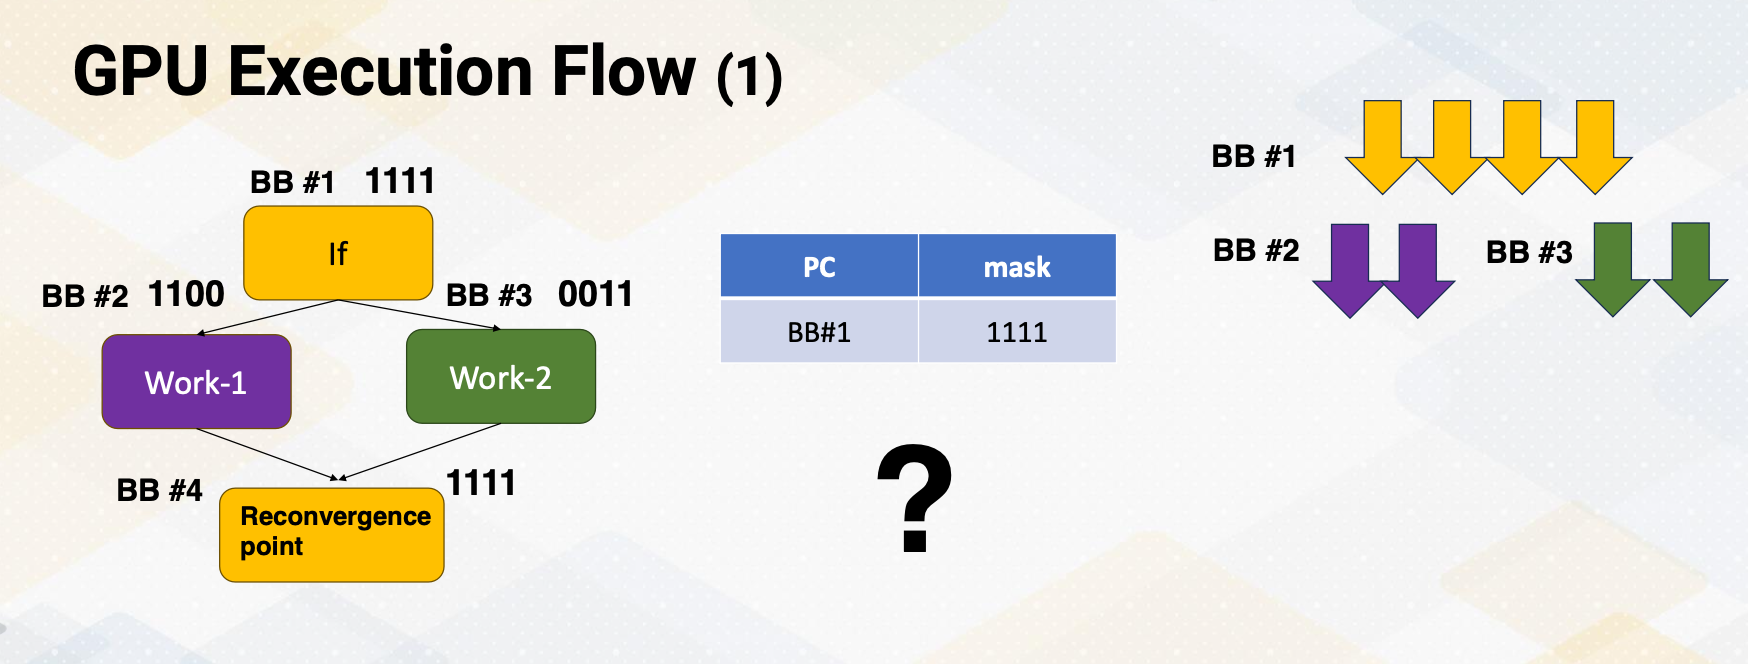 GPU Execution Flow (1)
BB #1 1111
If
BB #2 1100
BB #3 0011
Work-1
Work-2
BB #4
1111
Reconvergence
point
PC mask
BB#1 1111
?
BB #1
BB #2
BB #3